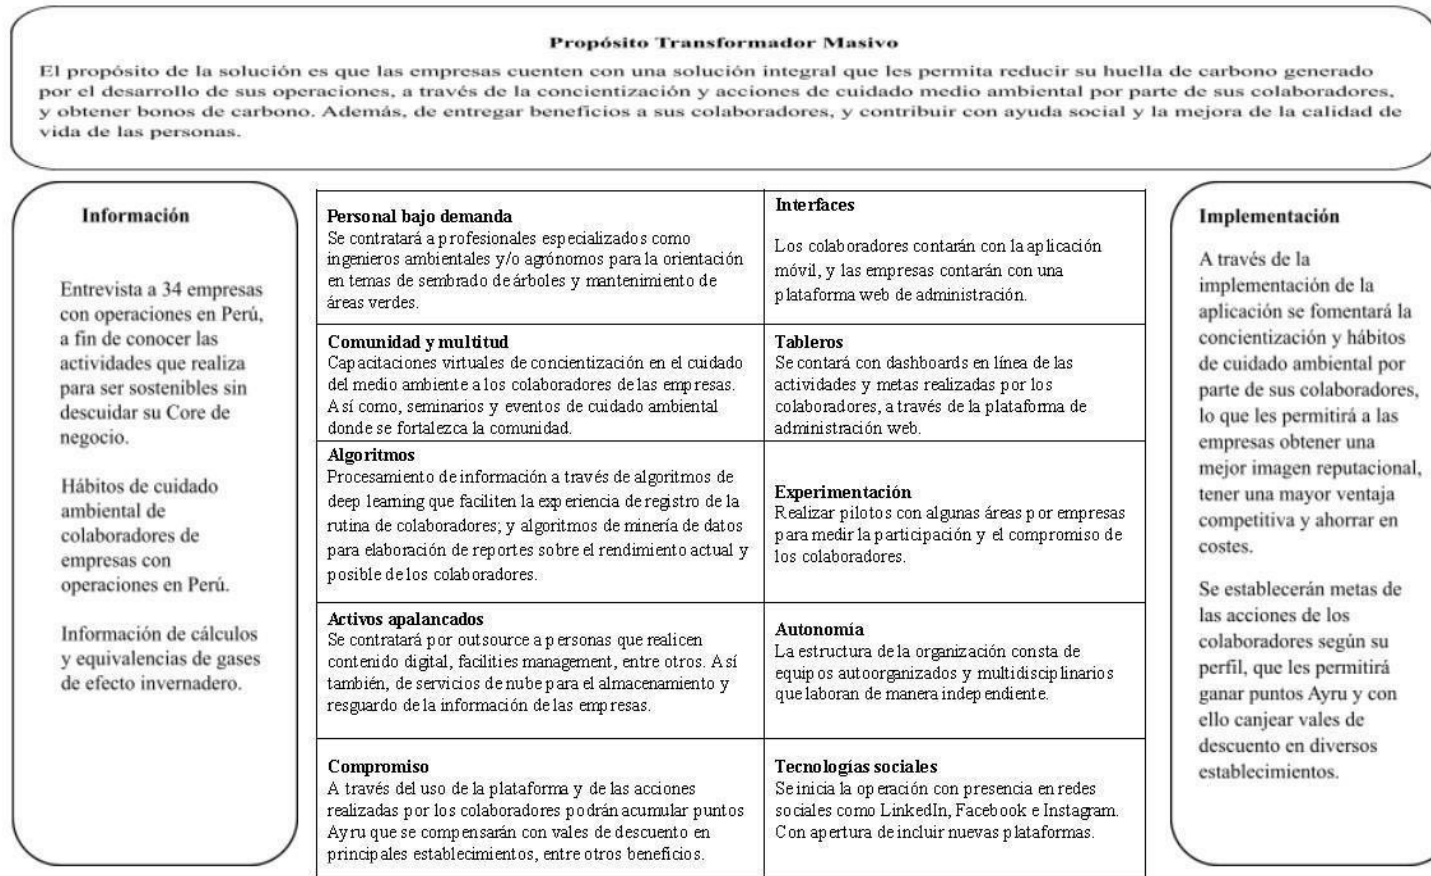 Propósito Transformador Masivo
El propósito de la solución es que las empresas cuenten con una solución integral que les permita reducir su huella de carbono generado
por el desarrollo de sus operaciones, a través de la concientización y acciones de cuidado medio ambiental por parte de sus colaboradores,
y obtener bonos de carbono. Además, de entregar beneficios a sus colaboradores, y contribuir con ayuda social y la mejora de la calidad de
vida de las personas.
Información
Entrevista a 34 empresas
con operaciones en Perú,
a fin de conocer las
actividades que realiza
para ser sostenibles sin
descuidar su Core de
negocio.
Hábitos de cuidado
ambiental de
colaboradores de
empresas con
operaciones en Perú.
Información de cálculos
y equivalencias de gases
de efecto invernadero.
Personal bajo demanda
Se contratará a profesionales especializados como
ingenieros ambientales y/o agrónomos para la orientación
en temas de sembrado de árboles y mantenimiento de
áreas verdes.
Interfaces
Los colaboradores contarán con la aplicación
móvil, y las empresas contarán con una
plataforma web de administración.
Comunidad y multitud
Capacitaciones virtuales de concientización en el cuidado
del medio ambiente a los colaboradores de las empresas.
Así como, seminarios y eventos de cuidado ambiental
donde se fortalezca la comunidad.
Tableros
Se contará con dashboards en línea de las
actividades y metas realizadas por los
colaboradores, a través de la plataforma de
administración web.
Algoritmos
Procesamiento de información a través de algoritmos de
deep learning que faciliten la experiencia de registro de la
rutina de colaboradores; y algoritmos de minería de datos
para elaboración de reportes sobre el rendimiento actual y
posible de los colaboradores.
Experimentación
Realizar pilotos con algunas áreas por empresas
para medir la participación y el compromiso de
los colaboradores.
Activos apalancados
Se contratará por outsource a personas que realicen
contenido digital, facilities management, entre otros. Así
también, de servicios de nube para el almacenamiento y
resguardo de la información de las empresas.
Autonomía
La estructura de la organización consta de
equipos autoorganizados y multidisciplinarios
que laboran de manera independiente.
Compromiso
A través del uso de la plataforma y de las acciones
realizadas por los colaboradores podrán acumular puntos
Ayru que se compensarán con vales de descuento en
principales establecimientos, entre otros beneficios.
Tecnologías sociales
Se inicia la operación con presencia en redes
sociales como LinkedIn, Facebook e Instagram.
Con apertura de incluir nuevas plataformas.
Implementación
A través de la
implementación de la
aplicación se fomentará la
concientización y hábitos
de cuidado ambiental por
parte de sus colaboradores,
lo que les permitirá a las
empresas obtener una
mejor imagen reputacional,
tener una mayor ventaja
competitiva y ahorrar en
costes.
Se establecerán metas de
las acciones de los
colaboradores según su
perfil, que les permitirá
ganar puntos Ayru y con
ello canjear vales de
descuento en diversos
establecimientos.